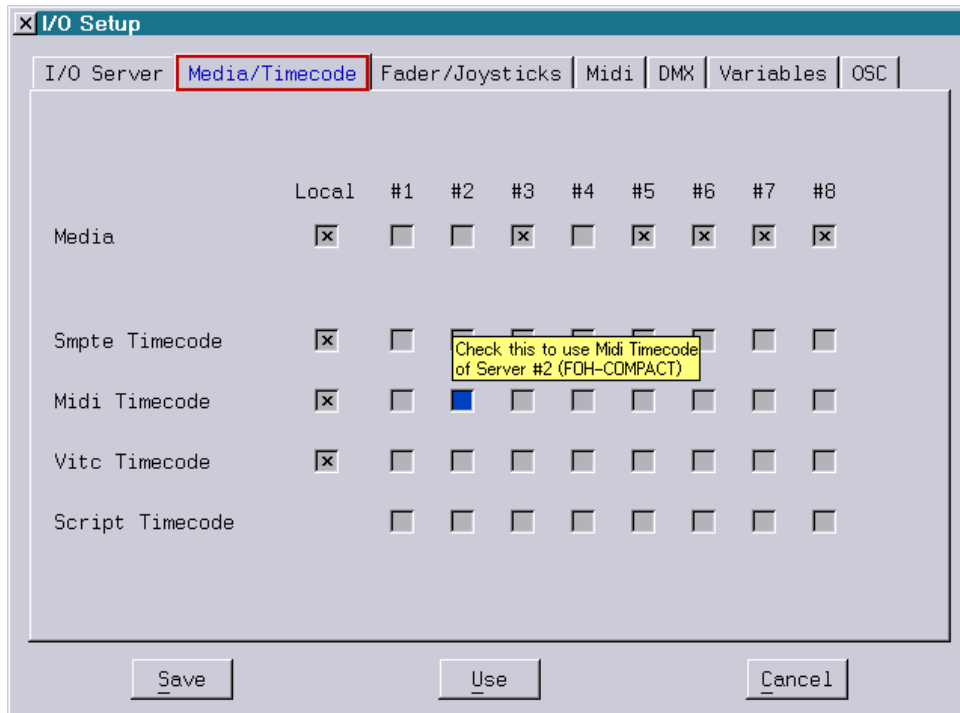 I/O Setup
I/O Server Media/Timecode Fader/Joysticks Midi DMX Variables OSC
Local #1 #2 #3 #4 #5 #6 #7 #8
Media
Smpte Timecode
Check this to use Midi Timecode
of Server #2 (FOH-COMPACT)
Midi Timecode
Vitc Timecode
Script Timecode
Save Use Cancel